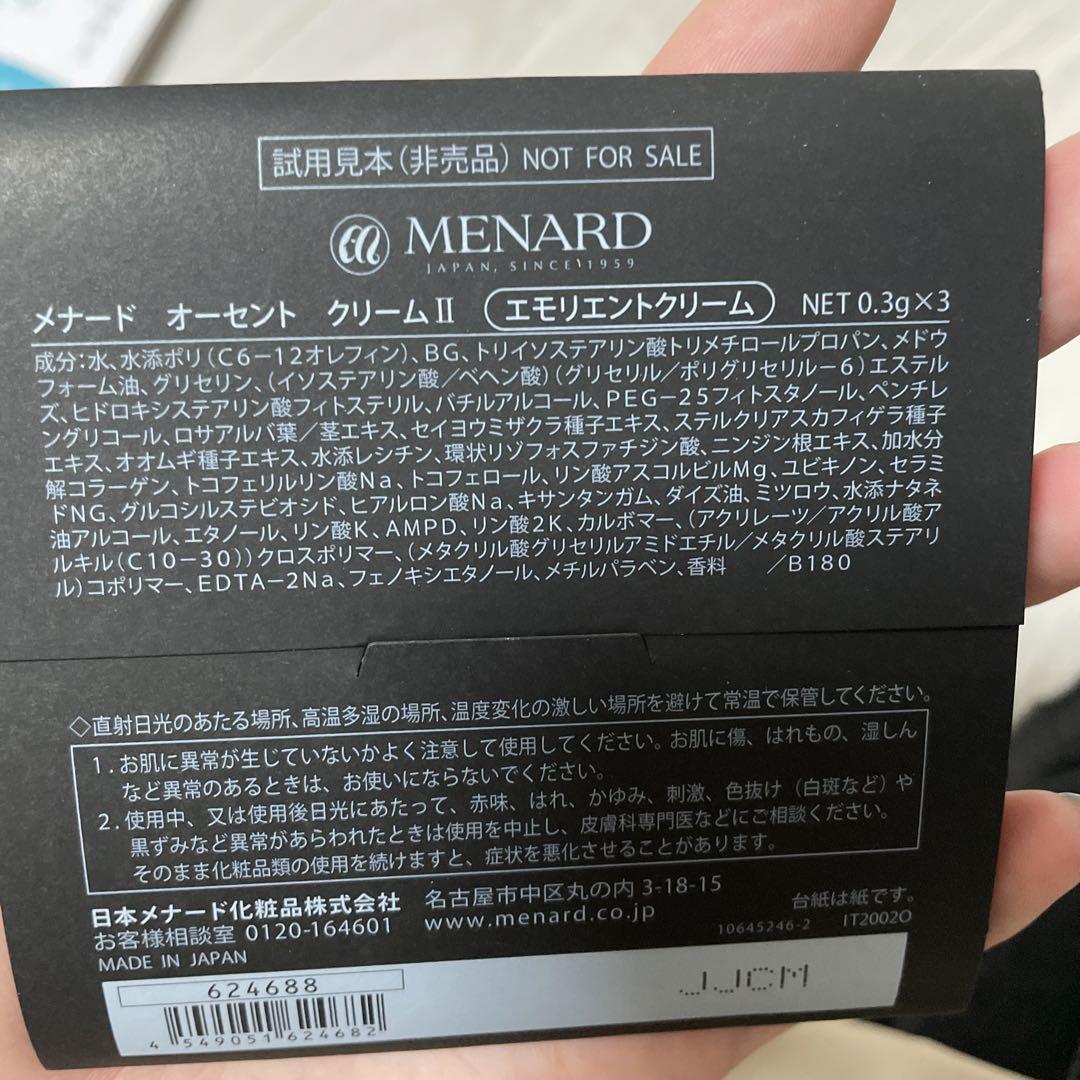 試用見本(非売品) NOT FOR SALE
MENARD
JAPAN, SINCE 1959
メナード オーセント クリームⅡ エモリエントクリーム NET 0.3g×3
成分:水、水添ポリ(C6-12オレフィン)、BG、トリイソステアリン酸トリメチロールプロパン、メドウ
フォーム油、グリセリン、(イソステアリン酸/ベヘン酸)(グリセリル/ポリグリセリル-6)エステル
ズ、ヒドロキシステアリン酸フィトステリル、バチルアルコール、PEG-25フィトスタノール、ペンチレ
ングリコール、ロサアルバ葉/茎エキス、セイヨウミザクラ種子エキス、ステルクリアスカフィゲラ種子
エキス、オオムギ種子エキス、水添レシチン、環状リゾフォスファチジン酸、ニンジン根エキス、加水分
解コラーゲン、トコフェリルリン酸Na、トコフェロール、リン酸アスコルビルMg、ユビキノン、セラミ
ドNG、グルコシルステビオシド、ヒアルロン酸Na、キサンタンガム、ダイズ油、ミツロウ、水添ナタネ
油アルコール、エタノール、リン酸K、AMPD、リン酸2K、カルボマー、(アクリレーツ/アクリル酸ア
ルキル(C10-30))クロスポリマー、(メタクリル酸グリセリルアミドエチル/メタクリル酸ステアリ
ル)コポリマー、EDTA-2Na、フェノキシエタノール、メチルパラベン、香料 /B180
◇直射日光のあたる場所、高温多湿の場所、温度変化の激しい場所を避けて常温で保管してください。
1.お肌に異常が生じていないかよく注意して使用してください。お肌に傷、はれもの、湿しん
など異常のあるときは、お使いにならないでください。
2.使用中、又は使用後日光にあたって、赤味、はれ、かゆみ、刺激、色抜け(白斑など)や
黒ずみなど異常があらわれたときは使用を中止し、皮膚科専門医などにご相談ください。
そのまま化粧品類の使用を続けますと、症状を悪化させることがあります。
日本メナード化粧品株式会社 名古屋市中区丸の内 3-18-15
お客様相談室 0120-164601 www.menard.co.jp
台紙は紙です。
MADE IN JAPAN
10645246-2 IT2002O
624688
JJCM
4 549051 624682